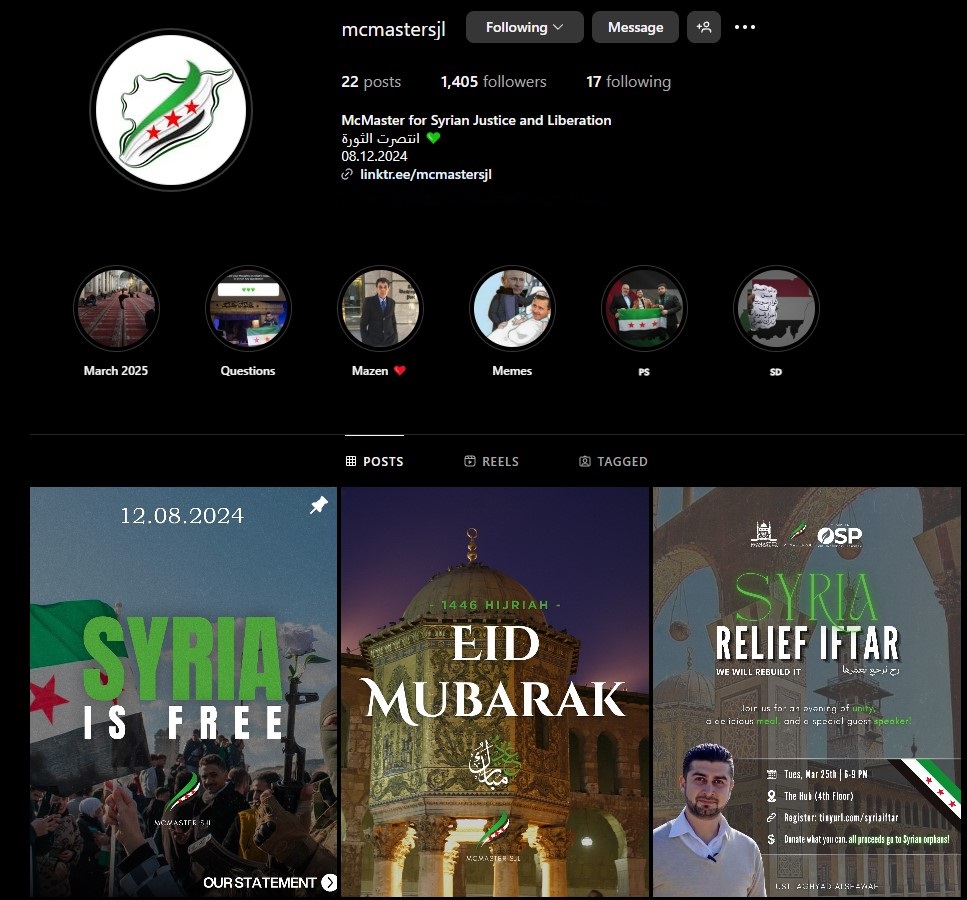 mcmastersjl
Following
Message
22 posts
1,405 followers
17 following
McMaster for Syrian Justice and Liberation
انتصرت الثورة 💚
08.12.2024
linktr.ee/mcmastersjl
March 2025
Questions
Mazen ❤️
Memes
PS
SD
POSTS
REELS
TAGGED
12.08.2024
SYRIA
IS FREE
MCMASTER SJL
OUR STATEMENT
- 1446 HIJRIAH -
EID
MUBARAK
مبارك
MCMASTER SJL
OSP
SYRIA
RELIEF IFTAR
WE WILL REBUILD IT
رح نرجع نعمرها
Join us for an evening of unity,
a delicious meal, and a special guest speaker!
Tues, Mar 25th | 6-9 PM
The Hub (4th Floor)
Register: tinyurl.com/syriaiftar
Donate what you can, all proceeds go to Syrian orphans!
UST. AGHYAD ALSHAWAF